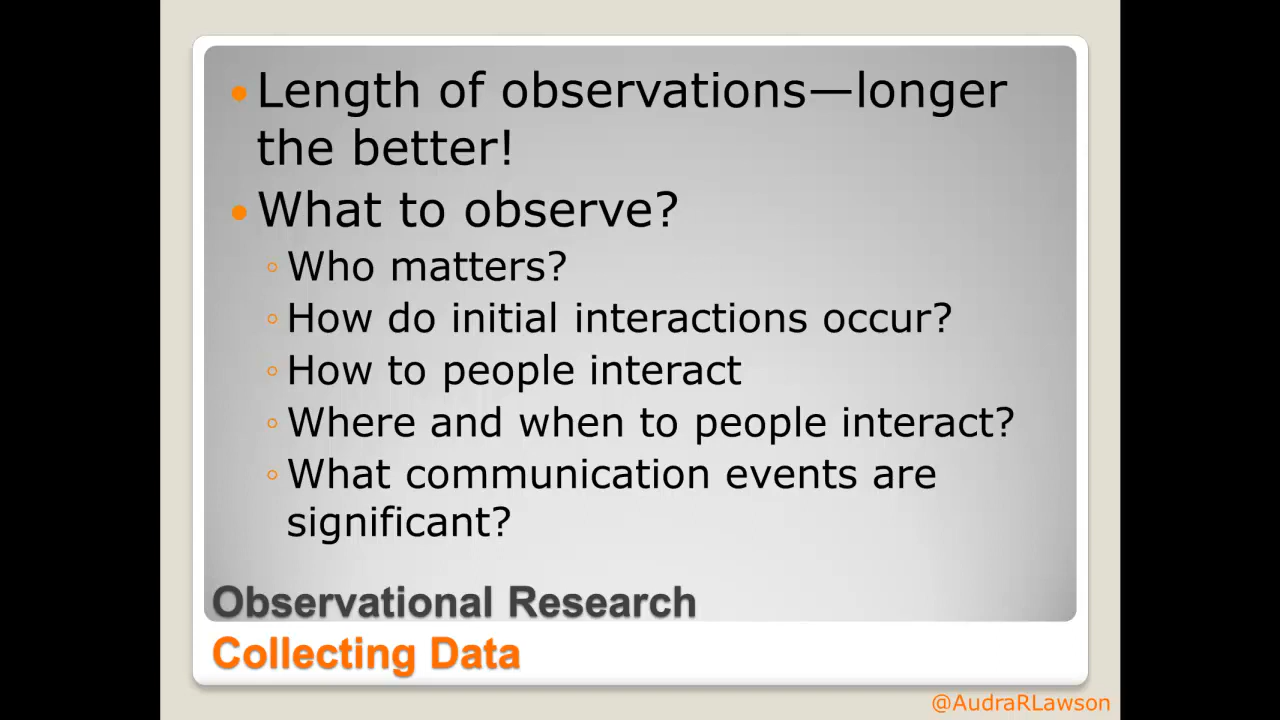 • Length of observations—longer
the better!
• What to observe?
◦ Who matters?
◦ How do initial interactions occur?
◦ How to people interact
◦ Where and when to people interact?
◦ What communication events are
significant?
Observational Research
Collecting Data
@AudraRLawson